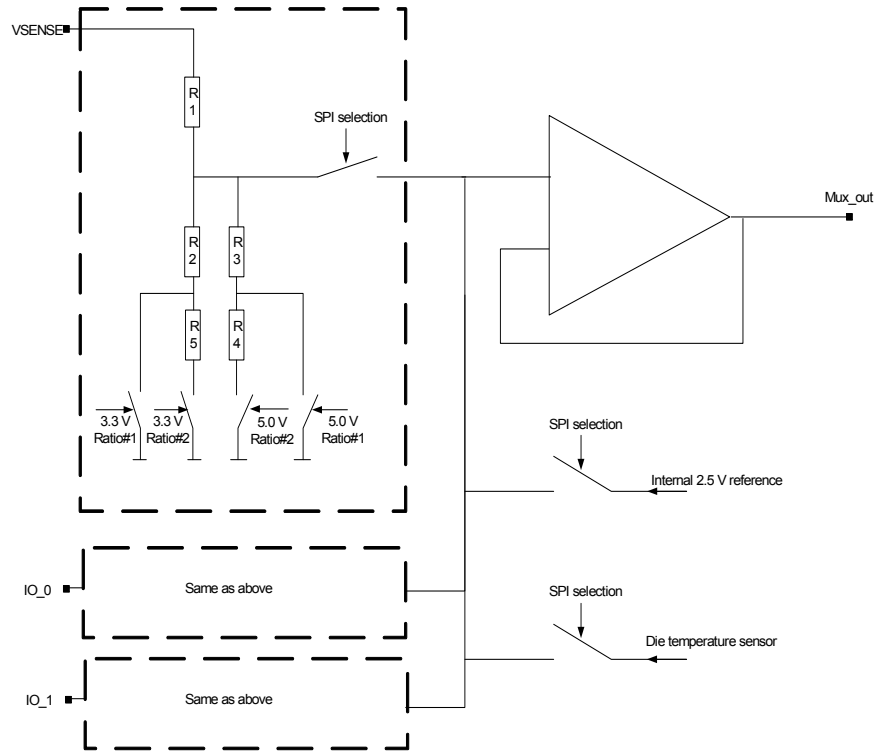 VSENSE
R
1
SPI selection
Mux_out
R
2
R
3
R
5
R
4
3.3 V
Ratio#1
3.3 V
Ratio#2
5.0 V
Ratio#2
5.0 V
Ratio#1
SPI selection
Internal 2.5 V reference
IO_0
Same as above
SPI selection
Die temperature sensor
IO_1
Same as above